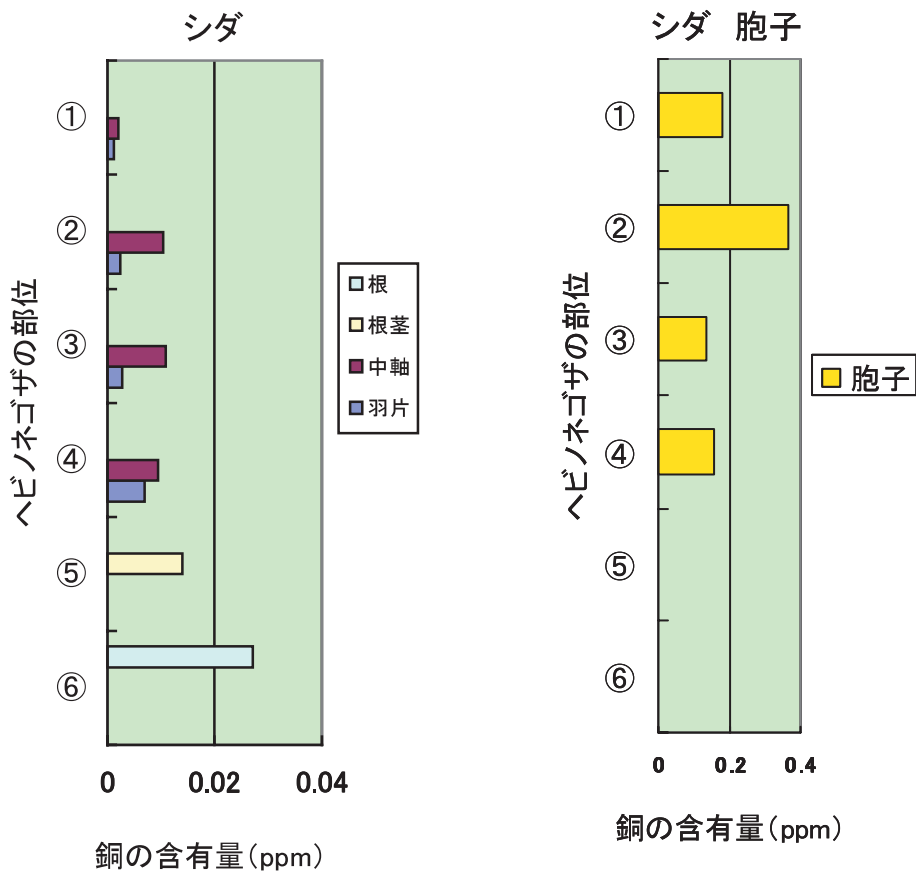 シダ
ヘビノネゴザの部位
①
②
③
④
⑤
⑥
0 0.02 0.04
銅の含有量(ppm)
根
根茎
中軸
羽片
シダ 胞子
ヘビノネゴザの部位
①
②
③
④
⑤
⑥
0 0.2 0.4
銅の含有量(ppm)
胞子